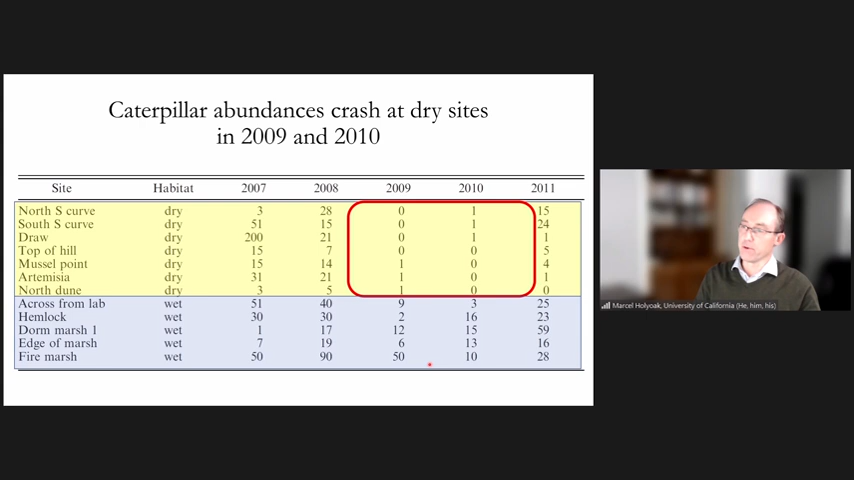 Caterpillar abundances crash at dry sites
in 2009 and 2010
Site Habitat 2007 2008 2009 2010 2011
North S curve dry 3 28 0 1 15
South S curve dry 51 15 0 1 24
Draw dry 200 21 0 1 1
Top of hill dry 15 7 0 0 5
Mussel point dry 15 14 1 0 4
Artemisia dry 31 21 1 0 1
North dune dry 3 5 1 0 0
Across from lab wet 51 40 9 3 25
Hemlock wet 30 30 2 16 23
Dorm marsh 1 wet 1 17 12 15 59
Edge of marsh wet 7 19 6 13 16
Fire marsh wet 50 90 50 10 28
Marcel Holyoak, University of California (He, him, his)